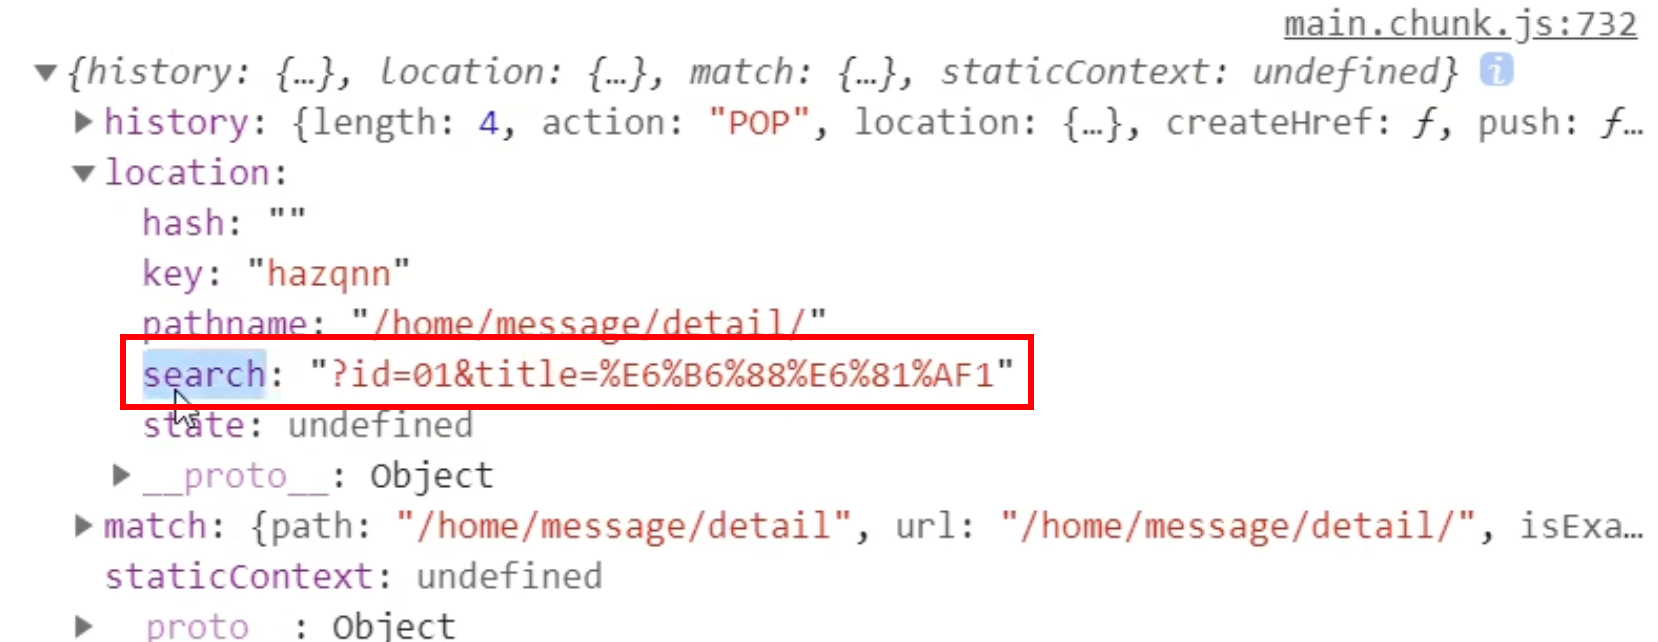 main.chunk.js:732
▼{history: {…}, location: {…}, match: {…}, staticContext: undefined} i
▶history: {length: 4, action: "POP", location: {…}, createHref: ƒ, push: ƒ…
▼location:
hash: ""
key: "hazqnn"
pathname: "/home/message/detail/"
search: "?id=01&title=%E6%B6%88%E6%81%AF1"
state: undefined
▶__proto__: Object
▶match: {path: "/home/message/detail", url: "/home/message/detail/", isExa…
staticContext: undefined
▶__proto__: Object